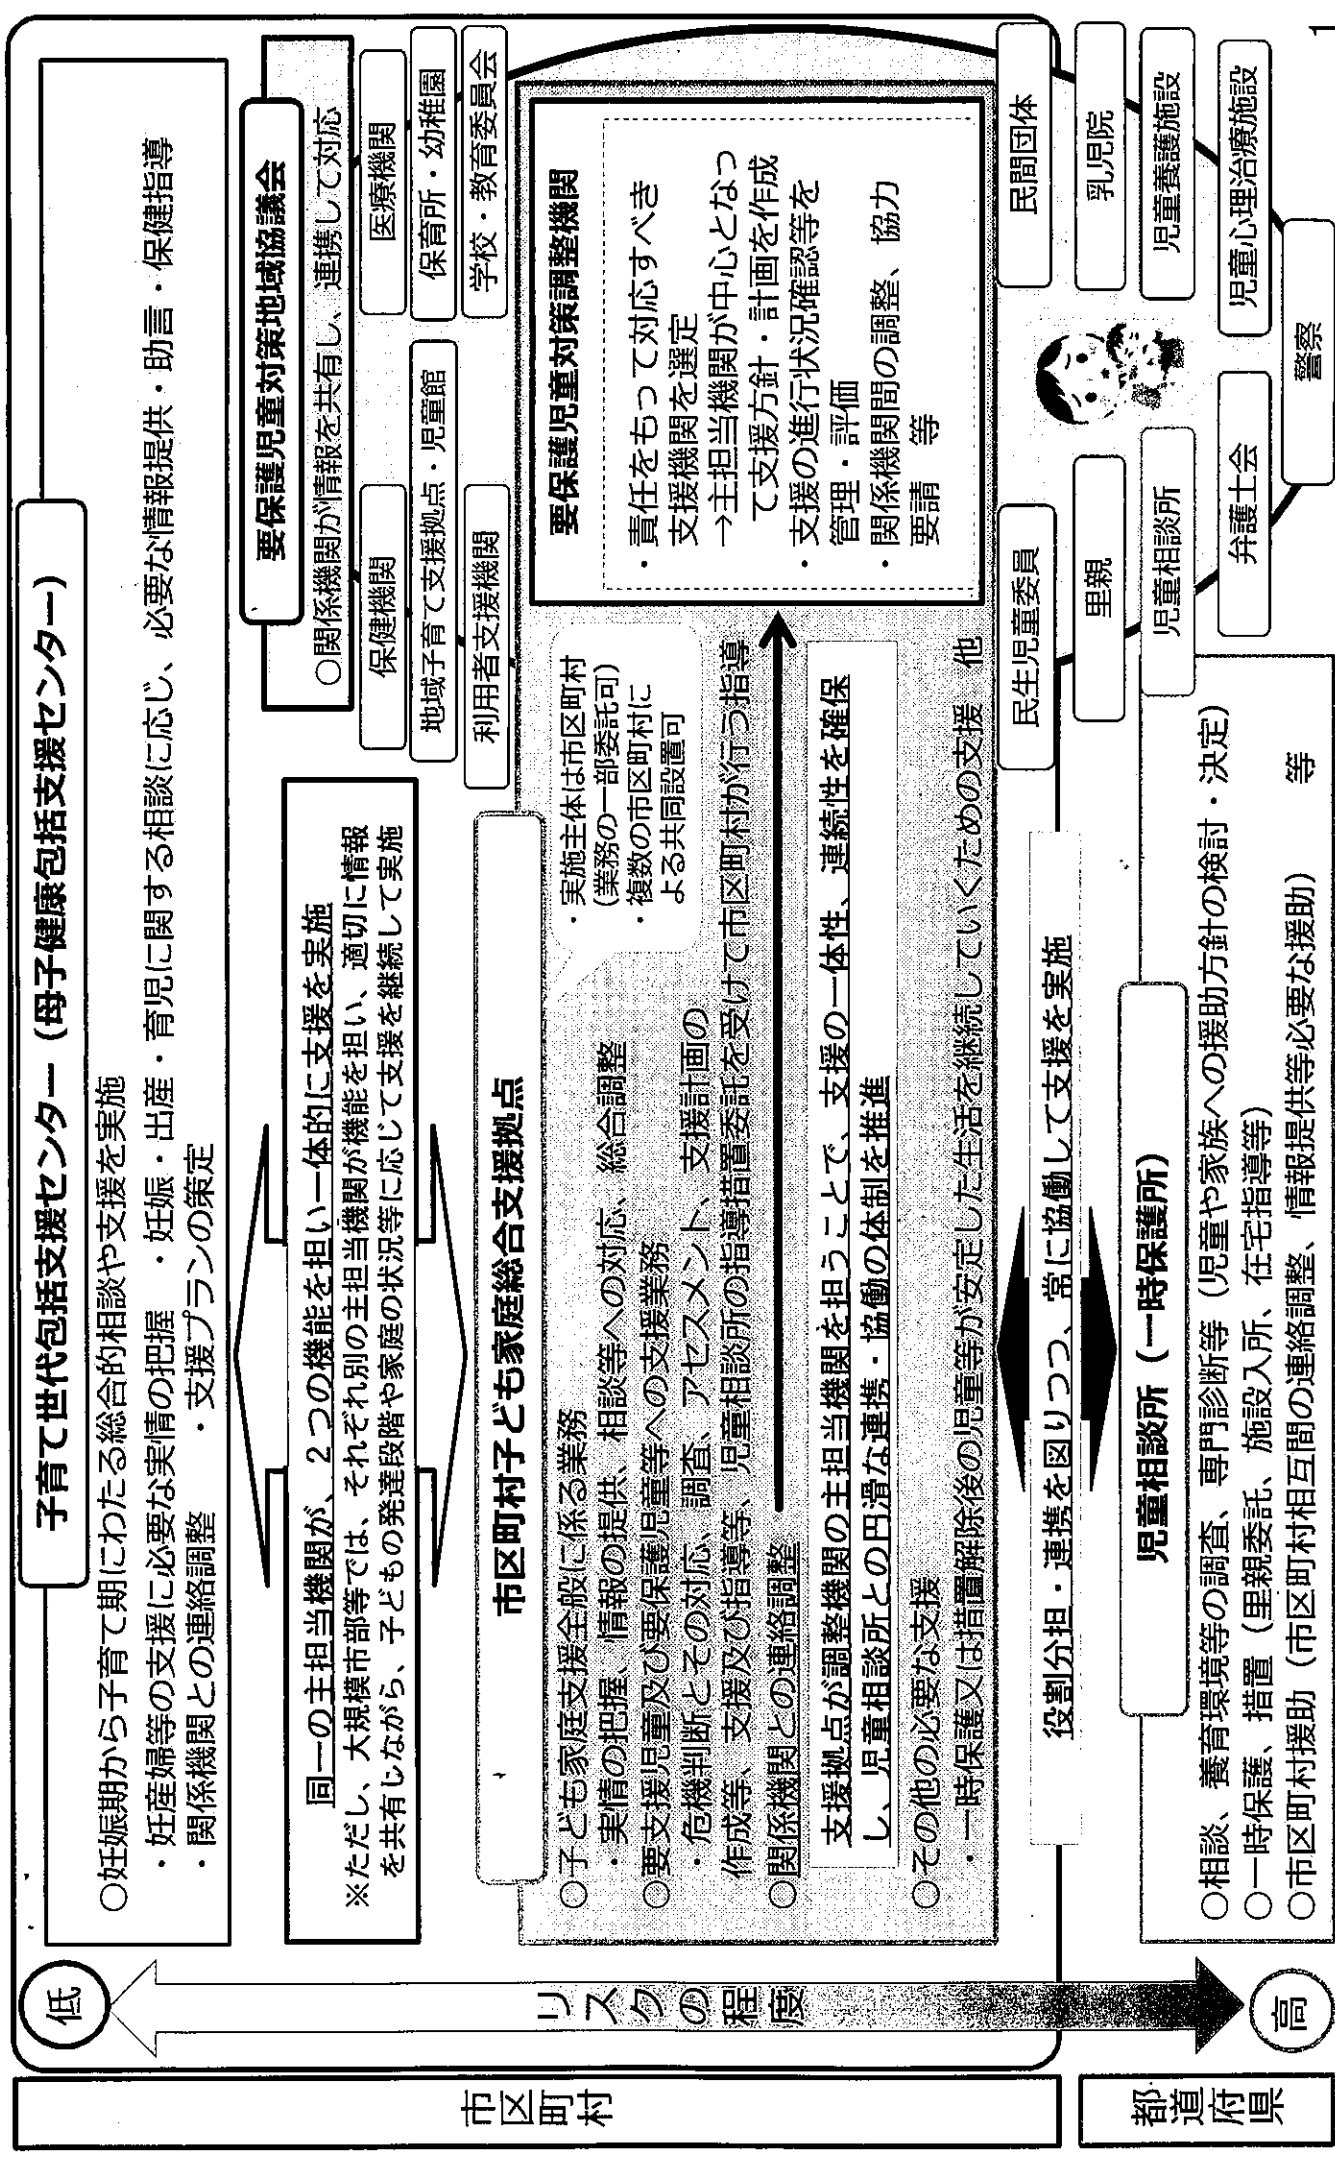 子育て世代包括支援センター（母子健康包括支援センター）
○妊娠期から子育て期にわたる総合的相談や支援を実施
・妊産婦等の支援に必要な実情の把握　・妊娠・出産・育児に関する相談に応じ、必要な情報提供・助言・保健指導
・関係機関との連絡調整　・支援プランの策定
同一の主担当機関が、２つの機能を担い一体的に支援を実施
※ただし、大規模市部等では、それぞれ別の主担当機関が機能を担い、適切に情報
を共有しながら、子どもの発達段階や家庭の状況等に応じて支援を継続して実施
要保護児童対策地域協議会
○関係機関が情報を共有し、連携して対応
保健機関
医療機関
地域子育て支援拠点・児童館
保育所・幼稚園
利用者支援機関
学校・教育委員会
市区町村子ども家庭総合支援拠点
・実施主体は市区町村
（業務の一部委託可）
・複数の市区町村に
よる共同設置可
○子ども家庭支援全般に係る業務
・実情の把握、情報の提供、相談等への対応、総合調整
○要支援児童及び要保護児童等への支援業務
・危機判断とその対応、調査、アセスメント、支援計画の
作成等、支援及び指導等、児童相談所の指導措置委託を受けて市区町村が行う指導
○関係機関との連絡調整
支援拠点が調整機関の主担当機関を担うことで、支援の一体性、連続性を確保
し、児童相談所との円滑な連携・協働の体制を推進
○その他の必要な支援
・一時保護又は措置解除後の児童等が安定した生活を継続していくための支援　他
要保護児童対策調整機関
・責任をもって対応すべき
支援機関を選定
→主担当機関が中心となっ
て支援方針・計画を作成
・支援の進行状況確認等を
管理・評価
・関係機関間の調整、協力
要請　等
役割分担・連携を図りつつ、常に協働して支援を実施
民生児童委員
民間団体
里親
乳児院
児童相談所
児童養護施設
弁護士会
児童心理治療施設
警察
児童相談所（一時保護所）
○相談、養育環境等の調査、専門診断等（児童や家族への援助方針の検討・決定）
○一時保護、措置（里親委託、施設入所、在宅指導等）
○市区町村援助（市区町村相互間の連絡調整、情報提供等必要な援助）　等
低
リスクの程度
高
市区町村
都道府県
1